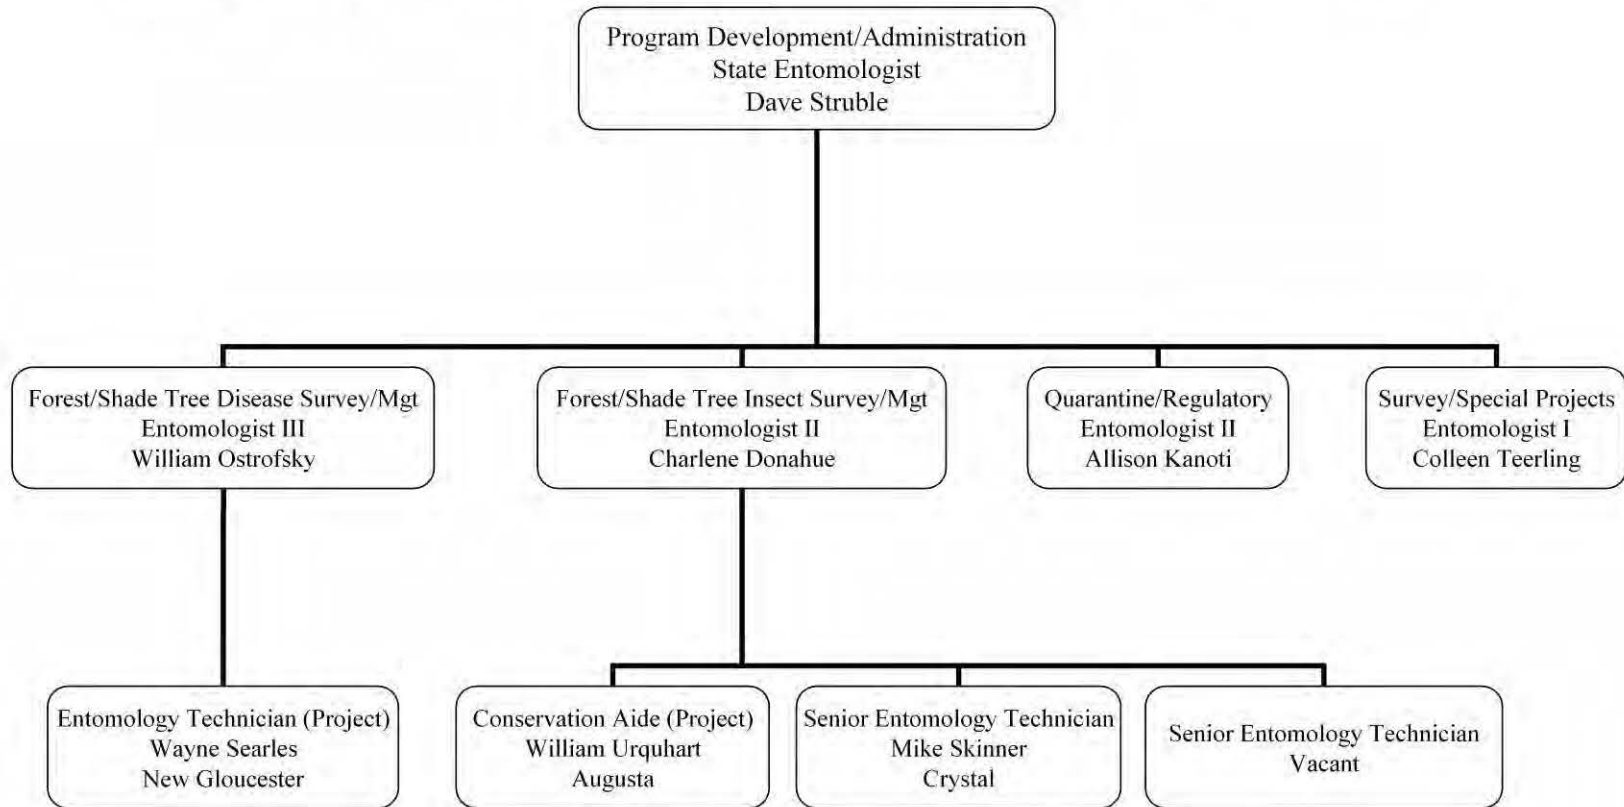 Program Development/Administration
State Entomologist
Dave Struble
Forest/Shade Tree Disease Survey/Mgt
Entomologist III
William Ostrofsky
Forest/Shade Tree Insect Survey/Mgt
Entomologist II
Charlene Donahue
Quarantine/Regulatory
Entomologist II
Allison Kanoti
Survey/Special Projects
Entomologist I
Colleen Teerling
Entomology Technician (Project)
Wayne Searles
New Gloucester
Conservation Aide (Project)
William Urquhart
Augusta
Senior Entomology Technician
Mike Skinner
Crystal
Senior Entomology Technician
Vacant